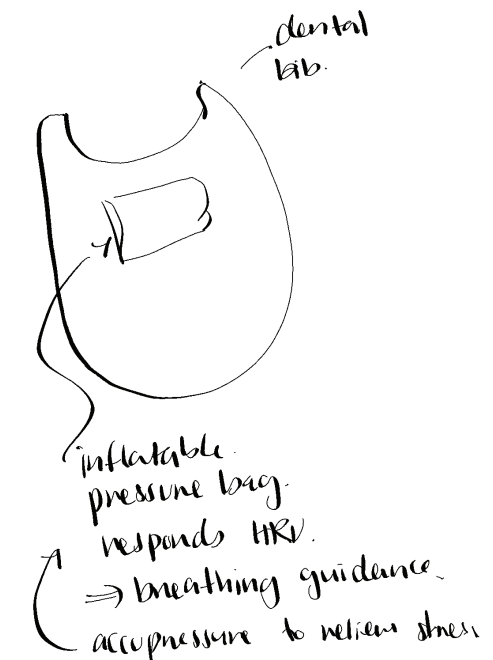 dental
bib.
inflatable.
pressure bag.
responds HRV.
⇒ breathing guidance.
accupressure to relieve stress.